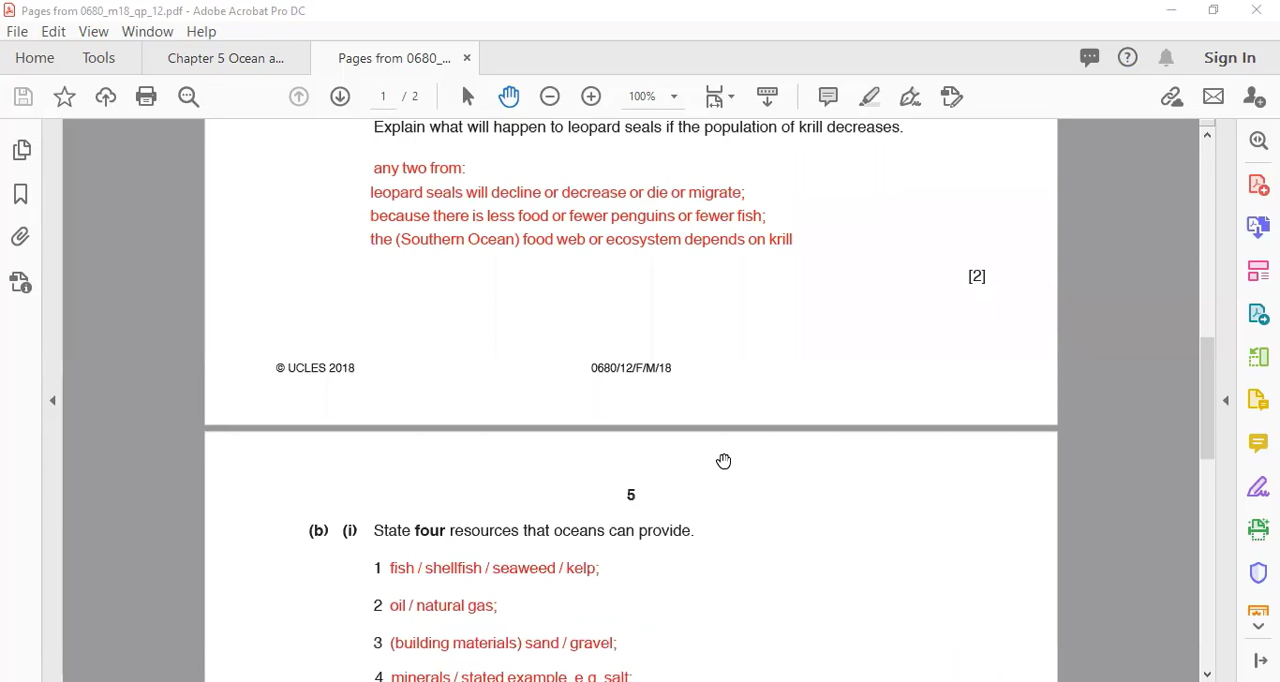 Pages from 0680_m18_qp_12.pdf - Adobe Acrobat Pro DC
File Edit View Window Help
Home Tools Chapter 5 Ocean a... Pages from 0680_... × Sign In
1 / 2 100%
Explain what will happen to leopard seals if the population of krill decreases.
any two from:
leopard seals will decline or decrease or die or migrate;
because there is less food or fewer penguins or fewer fish;
the (Southern Ocean) food web or ecosystem depends on krill
[2]
© UCLES 2018 0680/12/F/M/18
5
(b) (i) State four resources that oceans can provide.
1 fish / shellfish / seaweed / kelp;
2 oil / natural gas;
3 (building materials) sand / gravel;
4 minerals / stated example, e.g. salt;